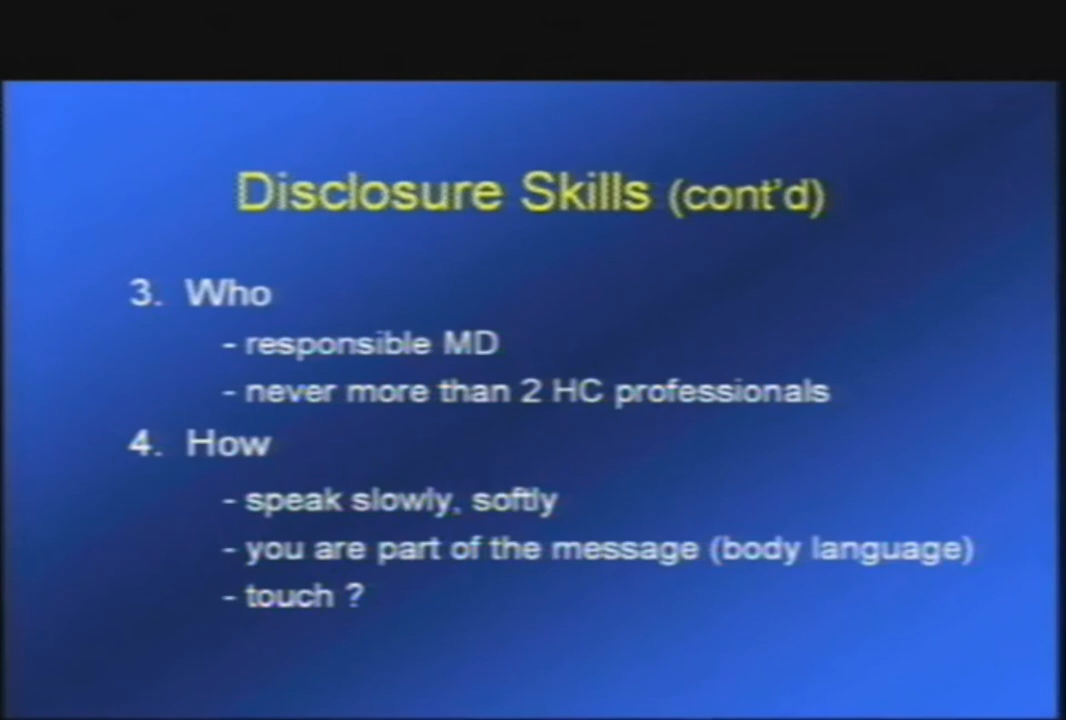 Disclosure Skills (cont'd)
3. Who
- responsible MD
- never more than 2 HC professionals
4. How
- speak slowly, softly
- you are part of the message (body language)
- touch ?